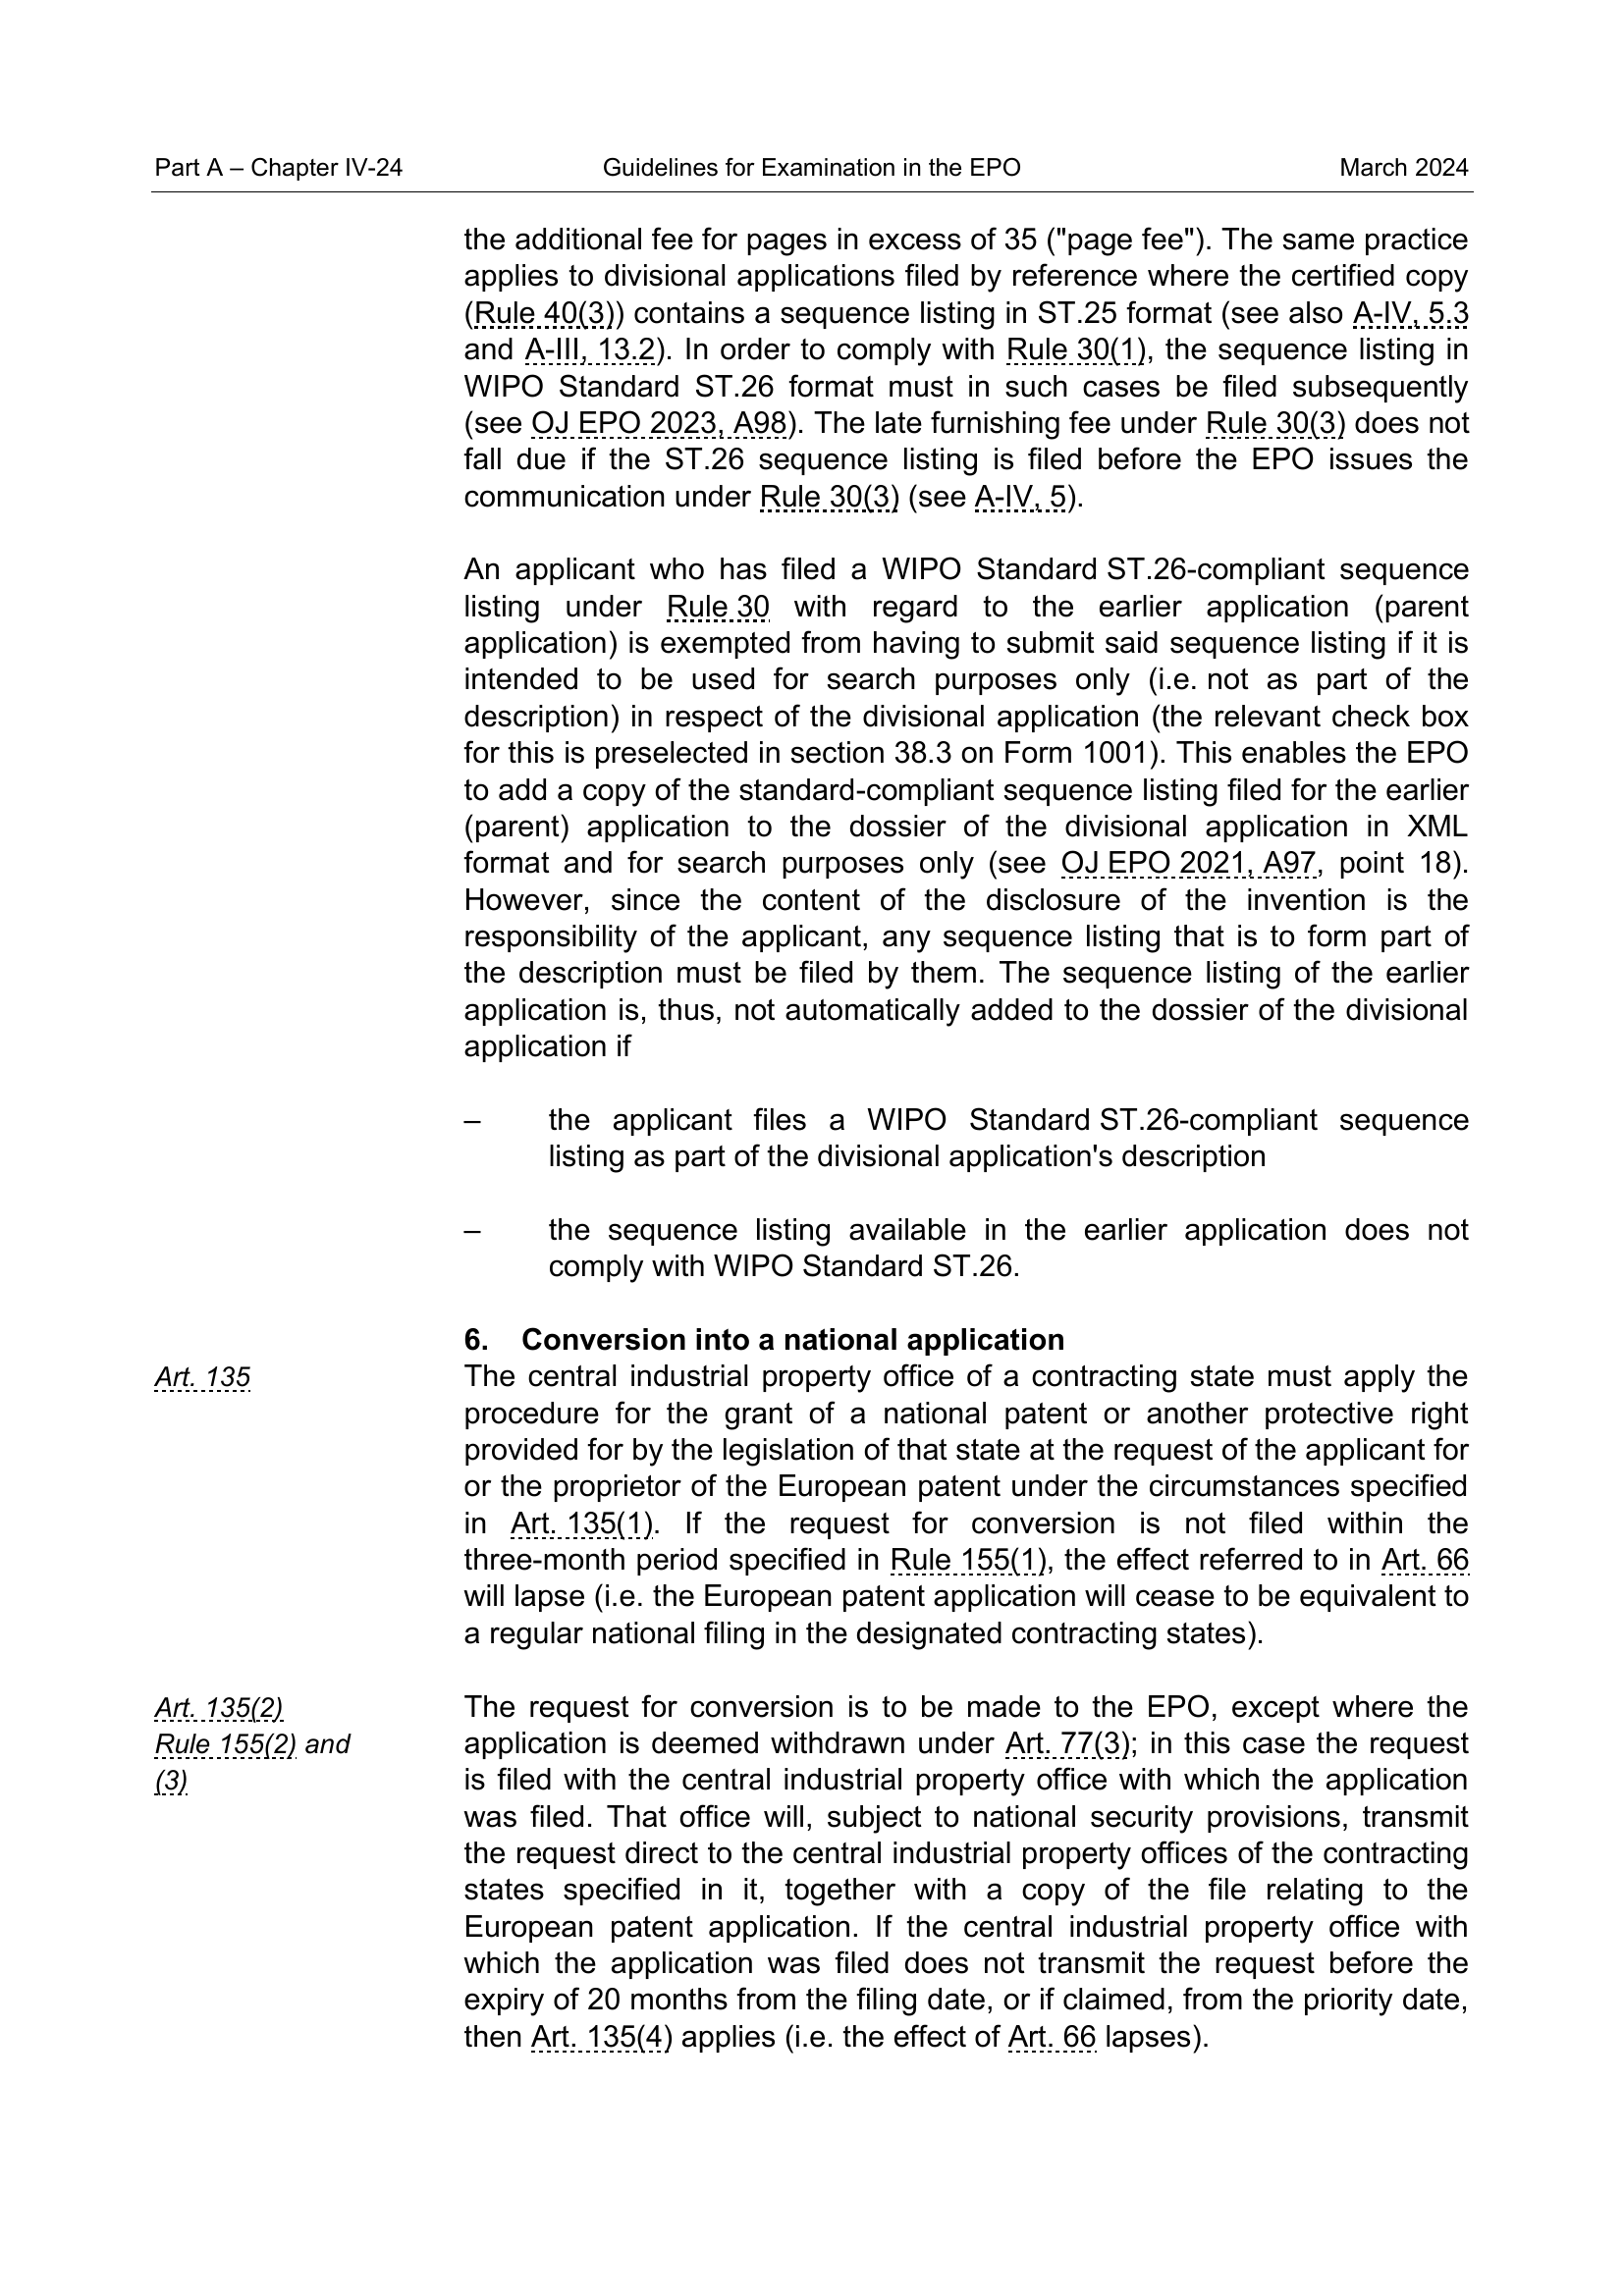 Part A – Chapter IV-24 Guidelines for Examination in the EPO March 2024
the additional fee for pages in excess of 35 ("page fee"). The same practice
applies to divisional applications filed by reference where the certified copy
(Rule 40(3)) contains a sequence listing in ST.25 format (see also A-IV, 5.3
and A-III, 13.2). In order to comply with Rule 30(1), the sequence listing in
WIPO Standard ST.26 format must in such cases be filed subsequently
(see OJ EPO 2023, A98). The late furnishing fee under Rule 30(3) does not
fall due if the ST.26 sequence listing is filed before the EPO issues the
communication under Rule 30(3) (see A-IV, 5).
An applicant who has filed a WIPO Standard ST.26-compliant sequence
listing under Rule 30 with regard to the earlier application (parent
application) is exempted from having to submit said sequence listing if it is
intended to be used for search purposes only (i.e. not as part of the
description) in respect of the divisional application (the relevant check box
for this is preselected in section 38.3 on Form 1001). This enables the EPO
to add a copy of the standard-compliant sequence listing filed for the earlier
(parent) application to the dossier of the divisional application in XML
format and for search purposes only (see OJ EPO 2021, A97, point 18).
However, since the content of the disclosure of the invention is the
responsibility of the applicant, any sequence listing that is to form part of
the description must be filed by them. The sequence listing of the earlier
application is, thus, not automatically added to the dossier of the divisional
application if
– the applicant files a WIPO Standard ST.26-compliant sequence
listing as part of the divisional application's description
– the sequence listing available in the earlier application does not
comply with WIPO Standard ST.26.
6. Conversion into a national application
Art. 135
The central industrial property office of a contracting state must apply the
procedure for the grant of a national patent or another protective right
provided for by the legislation of that state at the request of the applicant for
or the proprietor of the European patent under the circumstances specified
in Art. 135(1). If the request for conversion is not filed within the
three-month period specified in Rule 155(1), the effect referred to in Art. 66
will lapse (i.e. the European patent application will cease to be equivalent to
a regular national filing in the designated contracting states).
Art. 135(2)
Rule 155(2) and
(3)
The request for conversion is to be made to the EPO, except where the
application is deemed withdrawn under Art. 77(3); in this case the request
is filed with the central industrial property office with which the application
was filed. That office will, subject to national security provisions, transmit
the request direct to the central industrial property offices of the contracting
states specified in it, together with a copy of the file relating to the
European patent application. If the central industrial property office with
which the application was filed does not transmit the request before the
expiry of 20 months from the filing date, or if claimed, from the priority date,
then Art. 135(4) applies (i.e. the effect of Art. 66 lapses).